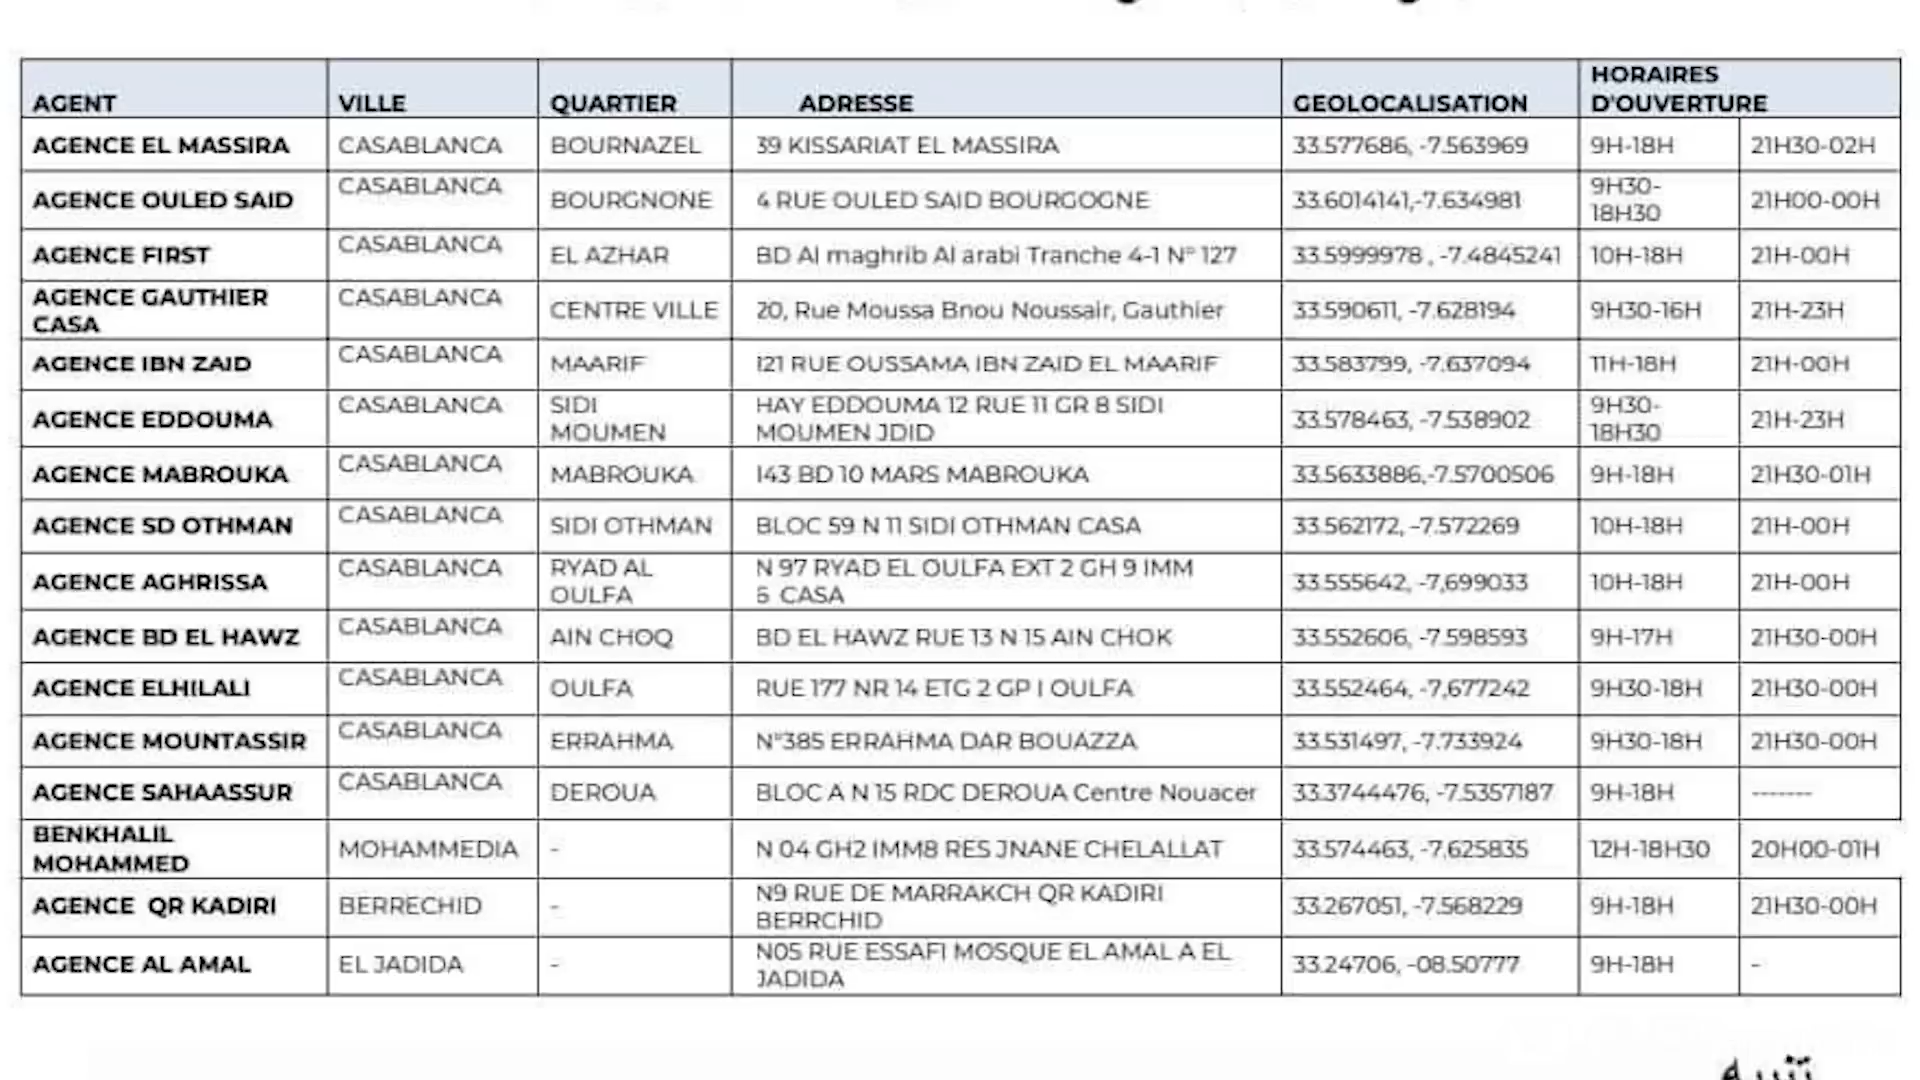 AGENT VILLE QUARTIER ADRESSE GEOLOCALISATION HORAIRES D'OUVERTURE
AGENCE EL MASSIRA CASABLANCA BOURNAZEL 39 KISSARIAT EL MASSIRA 33.577686, -7.563969 9H-18H 21H30-02H
AGENCE OULED SAID CASABLANCA BOURGNONE 4 RUE OULED SAID BOURGOGNE 33.6014141,-7.634981 9H30-18H30 21H00-00H
AGENCE FIRST CASABLANCA EL AZHAR BD Al maghrib Al arabi Tranche 4-1 N° 127 33.5999978 , -7.4845241 10H-18H 21H-00H
AGENCE GAUTHIER CASA CASABLANCA CENTRE VILLE 20, Rue Moussa Bnou Noussair, Gauthier 33.590611, -7.628194 9H30-16H 21H-23H
AGENCE IBN ZAID CASABLANCA MAARIF 121 RUE OUSSAMA IBN ZAID EL MAARIF 33.583799, -7.637094 11H-18H 21H-00H
AGENCE EDDOUMA CASABLANCA SIDI MOUMEN HAY EDDOUMA 12 RUE 11 GR 8 SIDI MOUMEN JDID 33.578463, -7.538902 9H30-18H30 21H-23H
AGENCE MABROUKA CASABLANCA MABROUKA 143 BD 10 MARS MABROUKA 33.5633886,-7.5700506 9H-18H 21H30-01H
AGENCE SD OTHMAN CASABLANCA SIDI OTHMAN BLOC 59 N 11 SIDI OTHMAN CASA 33.562172, -7.572269 10H-18H 21H-00H
AGENCE AGHRISSA CASABLANCA RYAD AL OULFA N 97 RYAD EL OULFA EXT 2 GH 9 IMM 6 CASA 33.555642, -7,699033 10H-18H 21H-00H
AGENCE BD EL HAWZ CASABLANCA AIN CHOQ BD EL HAWZ RUE 13 N 15 AIN CHOK 33.552606, -7.598593 9H-17H 21H30-00H
AGENCE ELHILALI CASABLANCA OULFA RUE 177 NR 14 ETG 2 GP I OULFA 33.552464, -7,677242 9H30-18H 21H30-00H
AGENCE MOUNTASSIR CASABLANCA ERRAHMA N°385 ERRAHMA DAR BOUAZZA 33.531497, -7.733924 9H30-18H 21H30-00H
AGENCE SAHAASSUR CASABLANCA DEROUA BLOC A N 15 RDC DEROUA Centre Nouacer 33.3744476, -7.5357187 9H-18H -------
BENKHALIL MOHAMMED MOHAMMEDIA - N 04 GH2 IMM8 RES JNANE CHELALLAT 33.574463, -7.625835 12H-18H30 20H00-01H
AGENCE QR KADIRI BERRECHID - N9 RUE DE MARRAKCH QR KADIRI BERRCHID 33.267051, -7.568229 9H-18H 21H30-00H
AGENCE AL AMAL EL JADIDA - N05 RUE ESSAFI MOSQUE EL AMAL A EL JADIDA 33.24706, -08.50777 9H-18H -